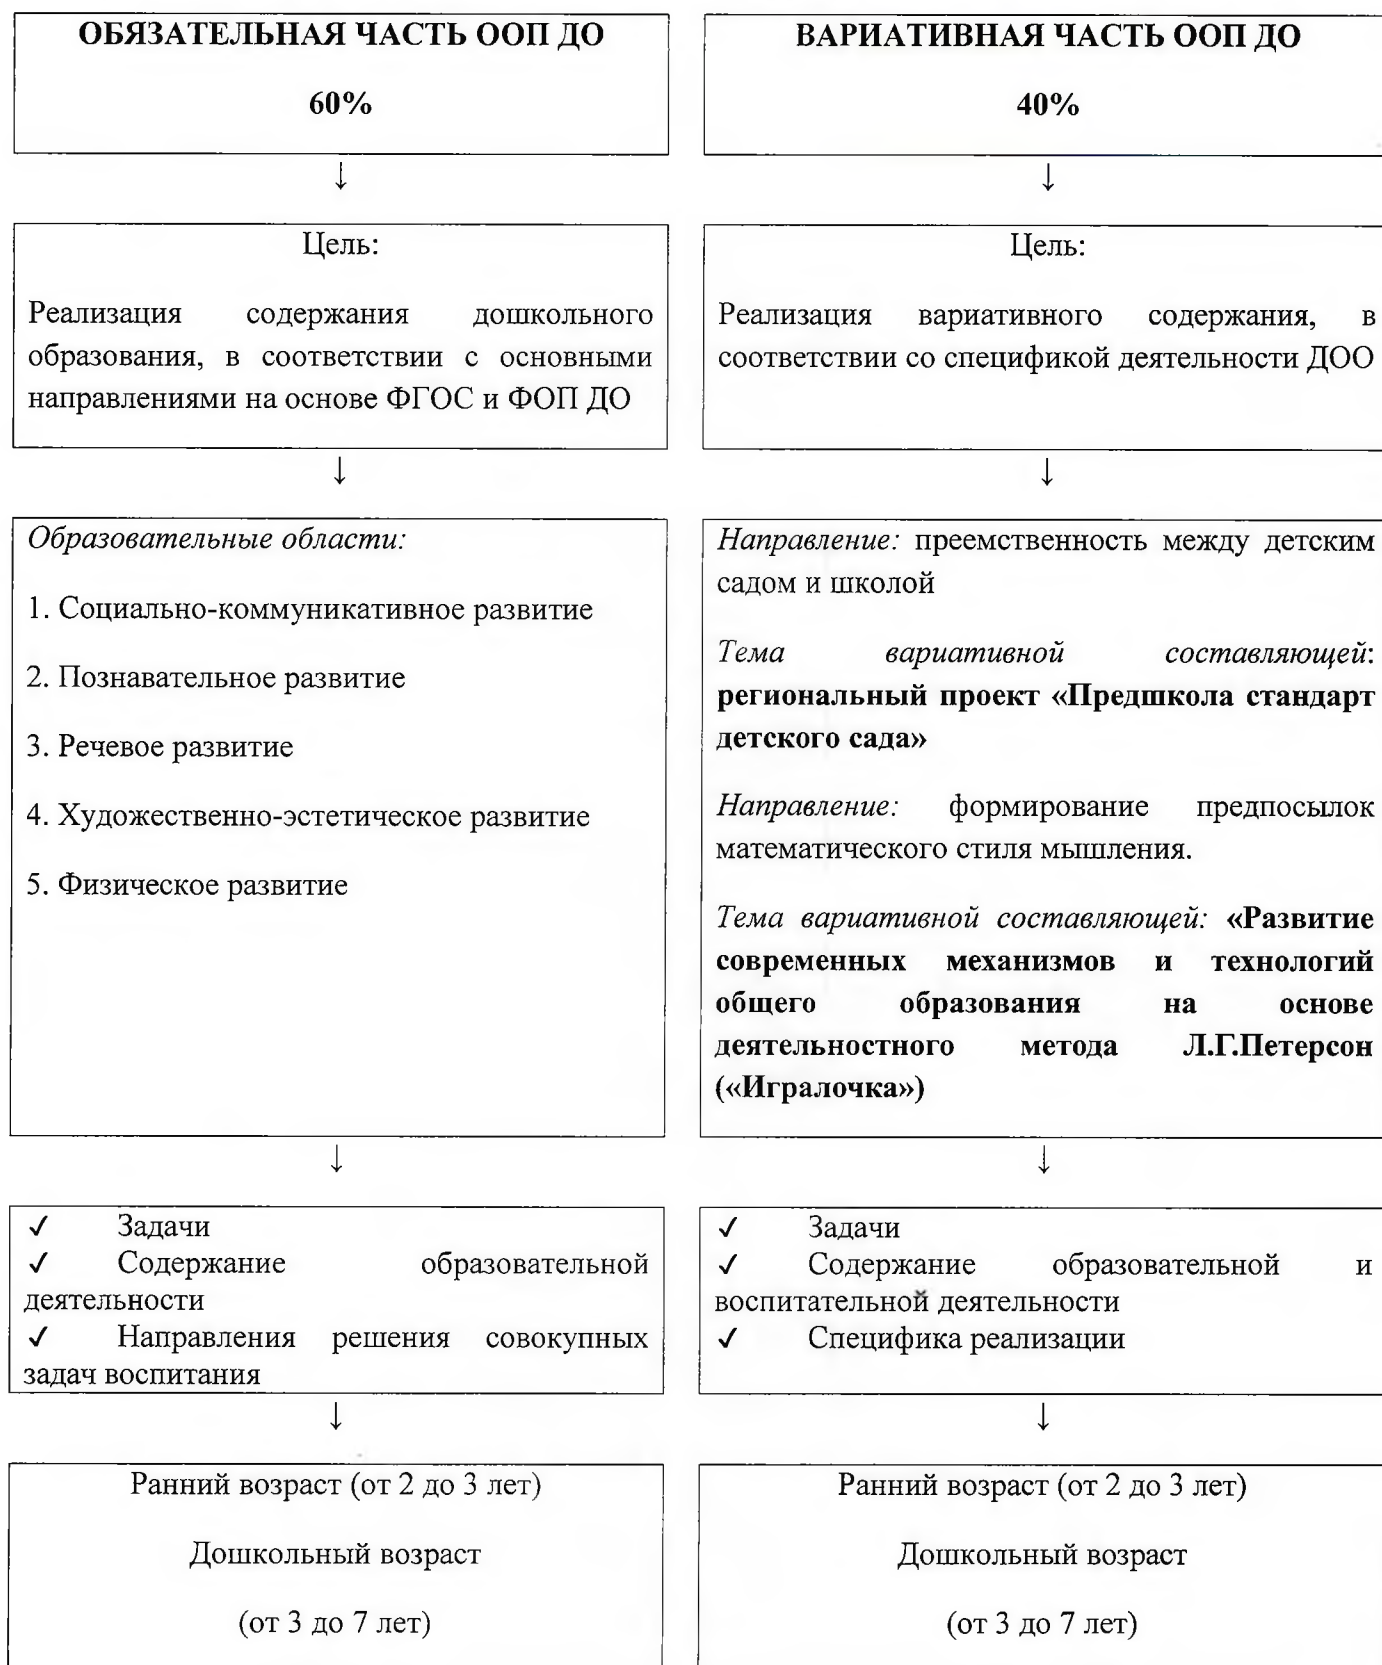 ОБЯЗАТЕЛЬНАЯ ЧАСТЬ ООП ДО
60%
↓
Цель:
Реализация содержания дошкольного
образования, в соответствии с основными
направлениями на основе ФГОС и ФОП ДО
↓
Образовательные области:
1. Социально-коммуникативное развитие
2. Познавательное развитие
3. Речевое развитие
4. Художественно-эстетическое развитие
5. Физическое развитие
↓
✓ Задачи
✓ Содержание образовательной
деятельности
✓ Направления решения совокупных
задач воспитания
↓
Ранний возраст (от 2 до 3 лет)
Дошкольный возраст
(от 3 до 7 лет)
ВАРИАТИВНАЯ ЧАСТЬ ООП ДО
40%
↓
Цель:
Реализация вариативного содержания, в
соответствии со спецификой деятельности ДОО
↓
Направление: преемственность между детским
садом и школой
Тема вариативной составляющей:
региональный проект «Предшкола стандарт
детского сада»
Направление: формирование предпосылок
математического стиля мышления.
Тема вариативной составляющей: «Развитие
современных механизмов и технологий
общего образования на основе
деятельностного метода Л.Г.Петерсон
(«Игралочка»)
↓
✓ Задачи
✓ Содержание образовательной и
воспитательной деятельности
✓ Специфика реализации
↓
Ранний возраст (от 2 до 3 лет)
Дошкольный возраст
(от 3 до 7 лет)